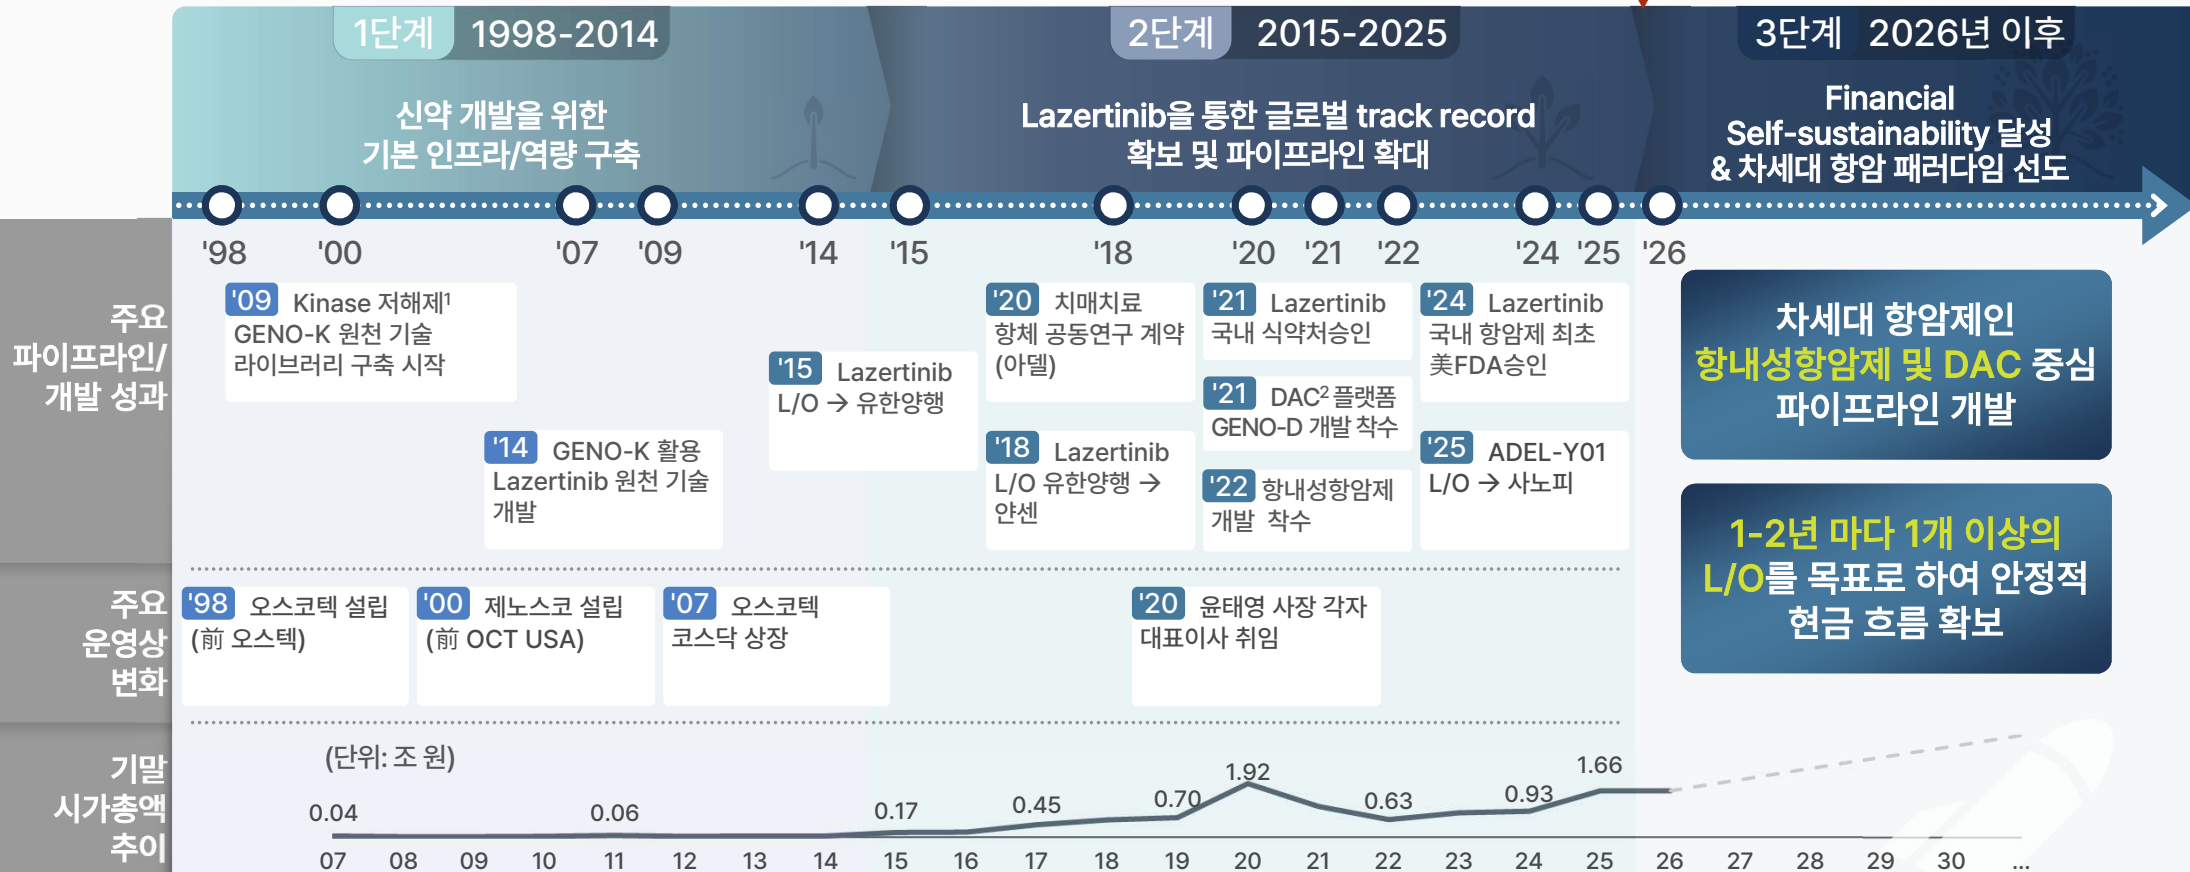 1단계 1998-2014
신약 개발을 위한
기본 인프라/역량 구축
2단계 2015-2025
Lazertinib을 통한 글로벌 track record
확보 및 파이프라인 확대
3단계 2026년 이후
Financial
Self-sustainability 달성
& 차세대 항암 패러다임 선도
'98 '00 '07 '09 '14 '15 '18 '20 '21 '22 '24 '25 '26
주요
파이프라인/
개발 성과
'09 Kinase 저해제¹
GENO-K 원천 기술
라이브러리 구축 시작
'14 GENO-K 활용
Lazertinib 원천 기술
개발
'15 Lazertinib
L/O → 유한양행
'20 치매치료
항체 공동연구 계약
(아델)
'18 Lazertinib
L/O 유한양행 →
얀센
'21 Lazertinib
국내 식약처승인
'21 DAC² 플랫폼
GENO-D 개발 착수
'22 항내성항암제
개발 착수
'24 Lazertinib
국내 항암제 최초
美FDA승인
'25 ADEL-Y01
L/O → 사노피
차세대 항암제인
항내성항암제 및 DAC 중심
파이프라인 개발
1-2년 마다 1개 이상의
L/O를 목표로 하여 안정적
현금 흐름 확보
주요
운영상
변화
'98 오스코텍 설립
(前 오스텍)
'00 제노스코 설립
(前 OCT USA)
'07 오스코텍
코스닥 상장
'20 윤태영 사장 각자
대표이사 취임
기말
시가총액
추이
(단위: 조 원)
0.04 0.06 0.17 0.45 0.70 1.92 0.63 0.93 1.66
07 08 09 10 11 12 13 14 15 16 17 18 19 20 21 22 23 24 25 26 27 28 29 30 ...